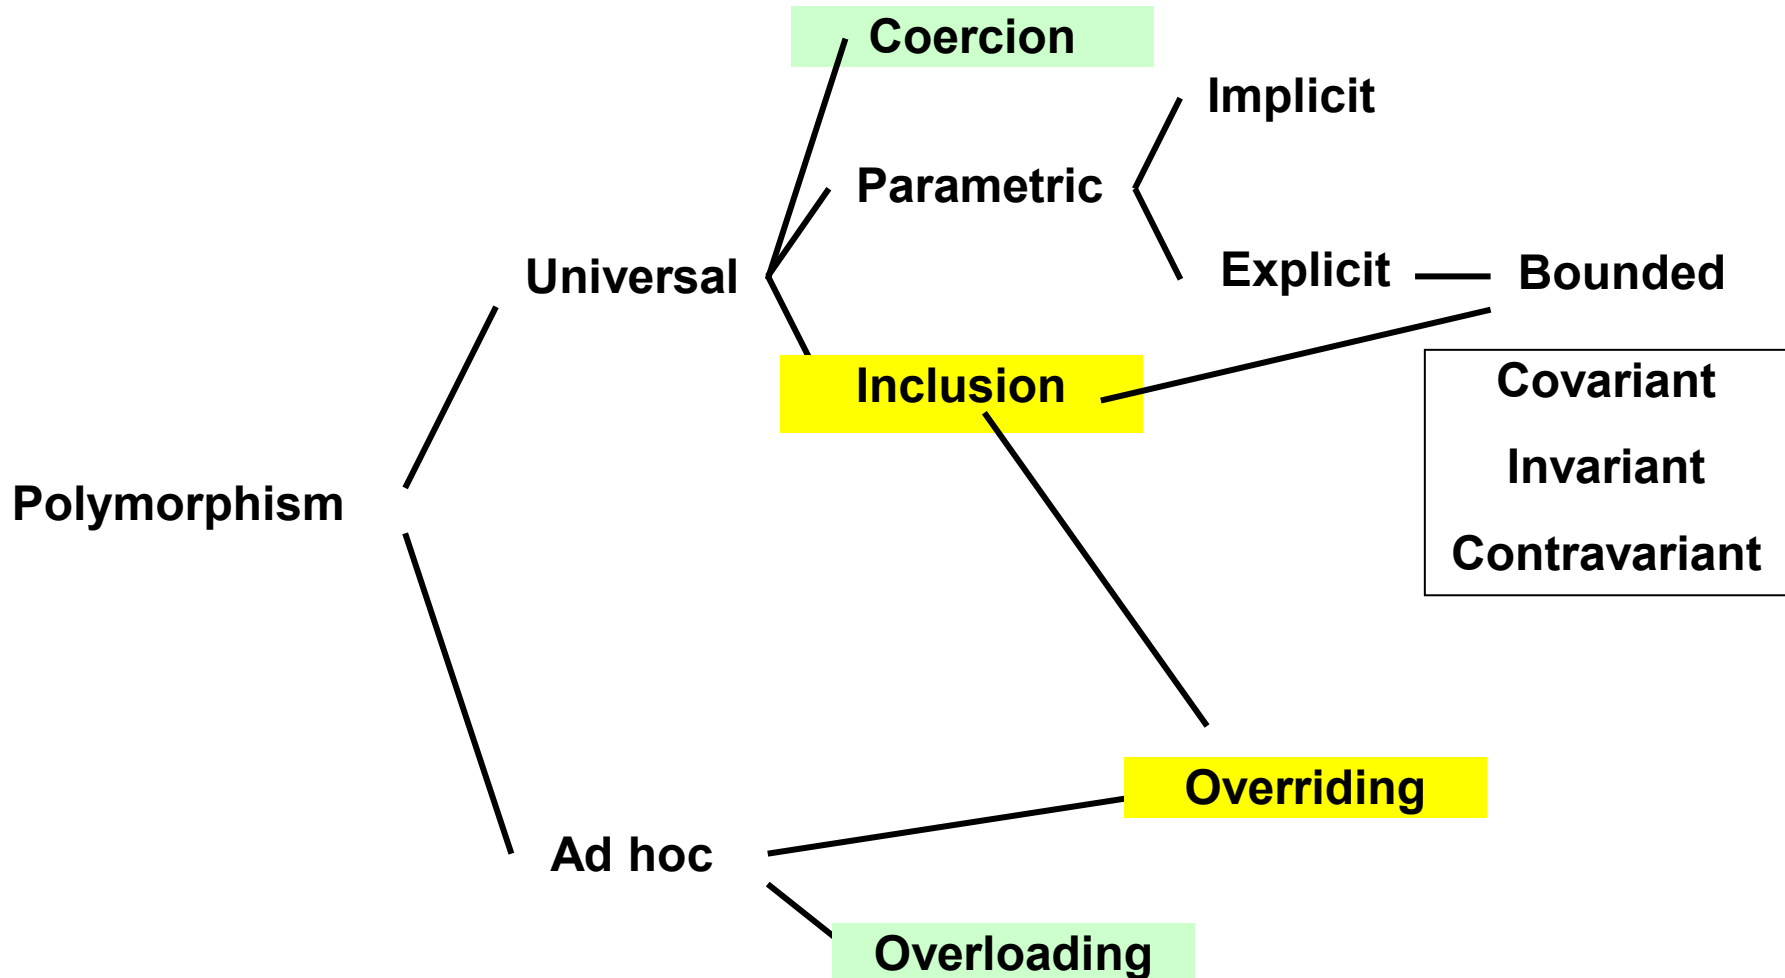 Coercion
Implicit
Parametric
Universal
Explicit
Bounded
Inclusion
Covariant
Invariant
Polymorphism
Contravariant
Overriding
Ad hoc
Overloading